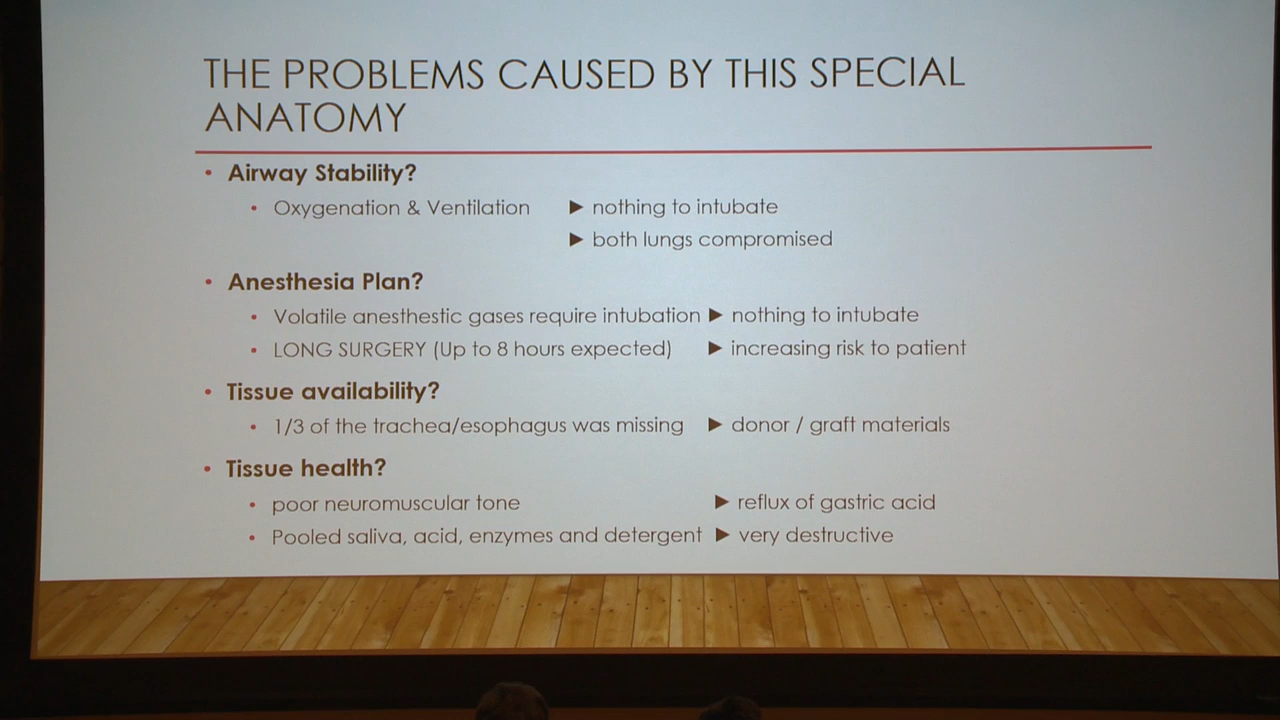 THE PROBLEMS CAUSED BY THIS SPECIAL
ANATOMY
• Airway Stability?
• Oxygenation & Ventilation ► nothing to intubate
► both lungs compromised
• Anesthesia Plan?
• Volatile anesthestic gases require intubation ► nothing to intubate
• LONG SURGERY (Up to 8 hours expected) ► increasing risk to patient
• Tissue availability?
• 1/3 of the trachea/esophagus was missing ► donor / graft materials
• Tissue health?
• poor neuromuscular tone ► reflux of gastric acid
• Pooled saliva, acid, enzymes and detergent ► very destructive